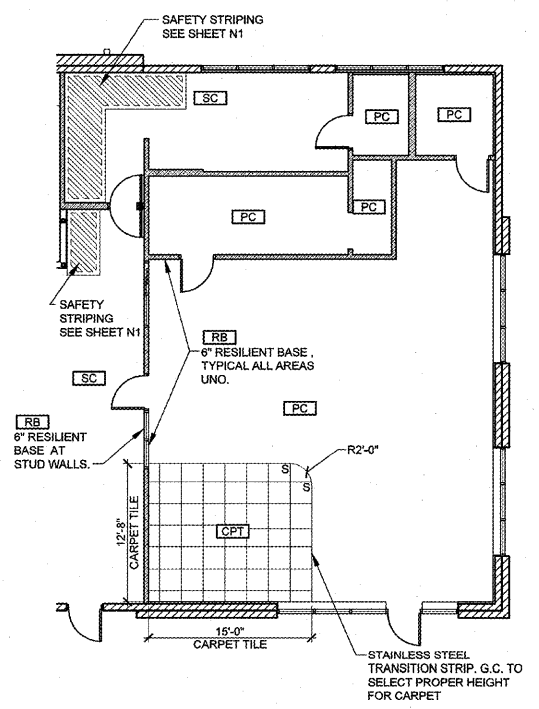 SAFETY STRIPING
SEE SHEET N1
SC
PC
PC
PC
PC
SAFETY
STRIPING
SEE SHEET N1
RB
6" RESILIENT BASE ,
TYPICAL ALL AREAS
UNO.
SC
PC
RB
6" RESILIENT
BASE AT
STUD WALLS.
R2'-0"
S
S
12'-8"
CARPET TILE
CPT
15'-0"
CARPET TILE
STAINLESS STEEL
TRANSITION STRIP. G.C. TO
SELECT PROPER HEIGHT
FOR CARPET